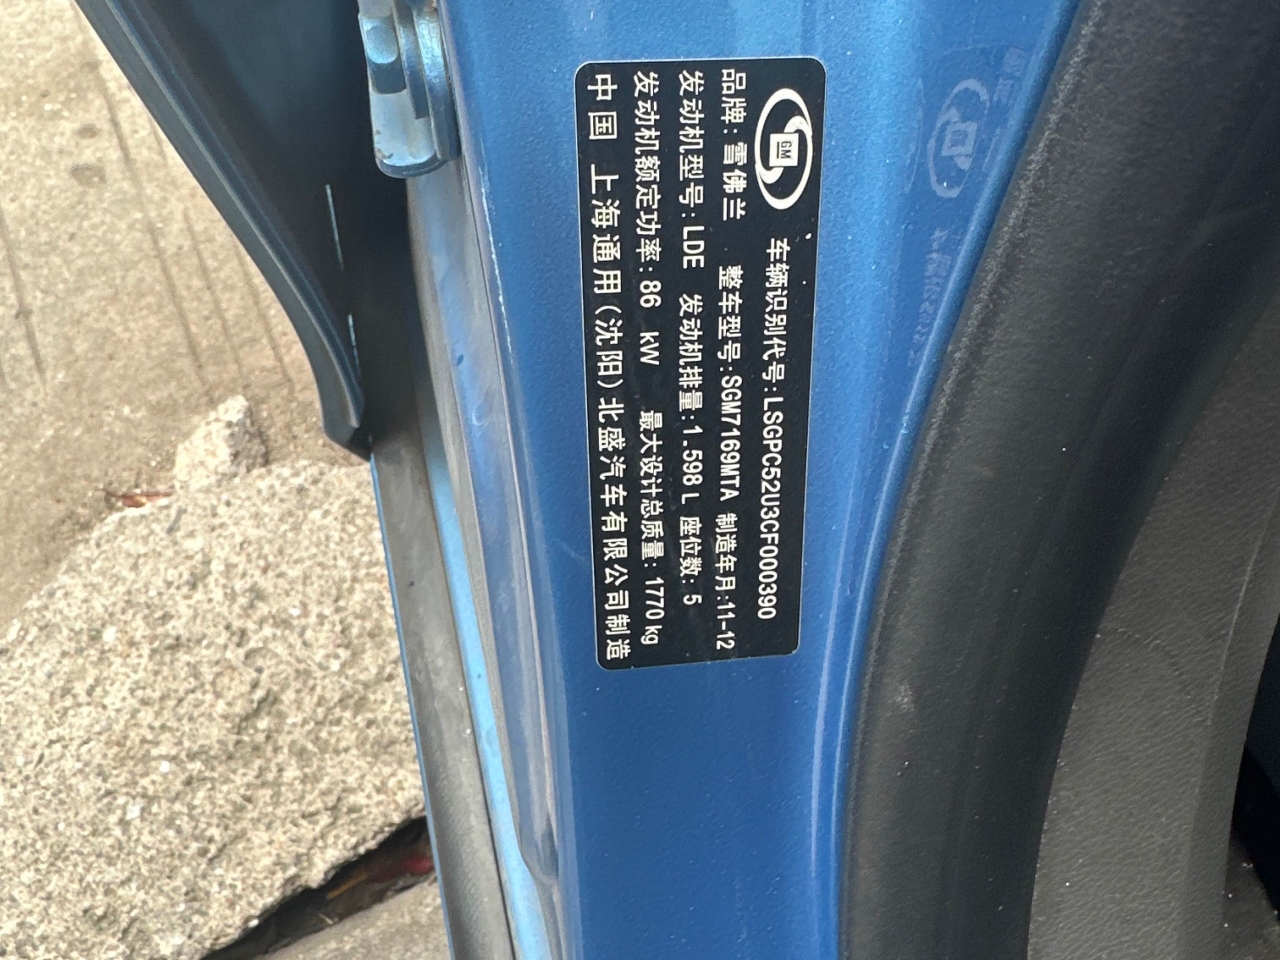 GM
车辆识别代号:LSGPC52U3CF000390
品牌:雪佛兰 整车型号:SGM7169MTA 制造年月:11-12
发动机型号:LDE 发动机排量:1.598 L 座位数:5
发动机额定功率:86 kW 最大设计总质量:1770 kg
中国 上海通用(沈阳)北盛汽车有限公司制造